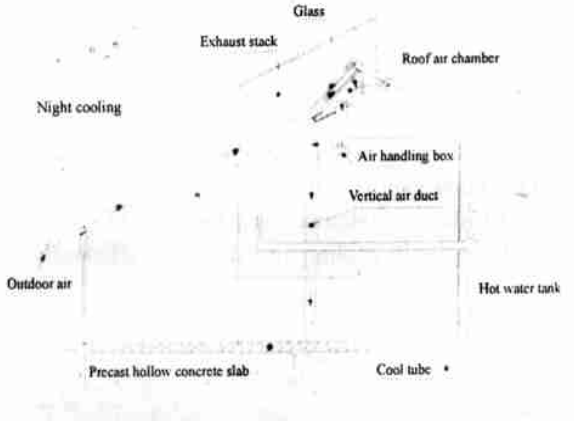 Glass
Exhaust stack
Roof air chamber
Night cooling
Air handling box
Vertical air duct
Outdoor air
Hot water tank
Precast hollow concrete slab
Cool tube